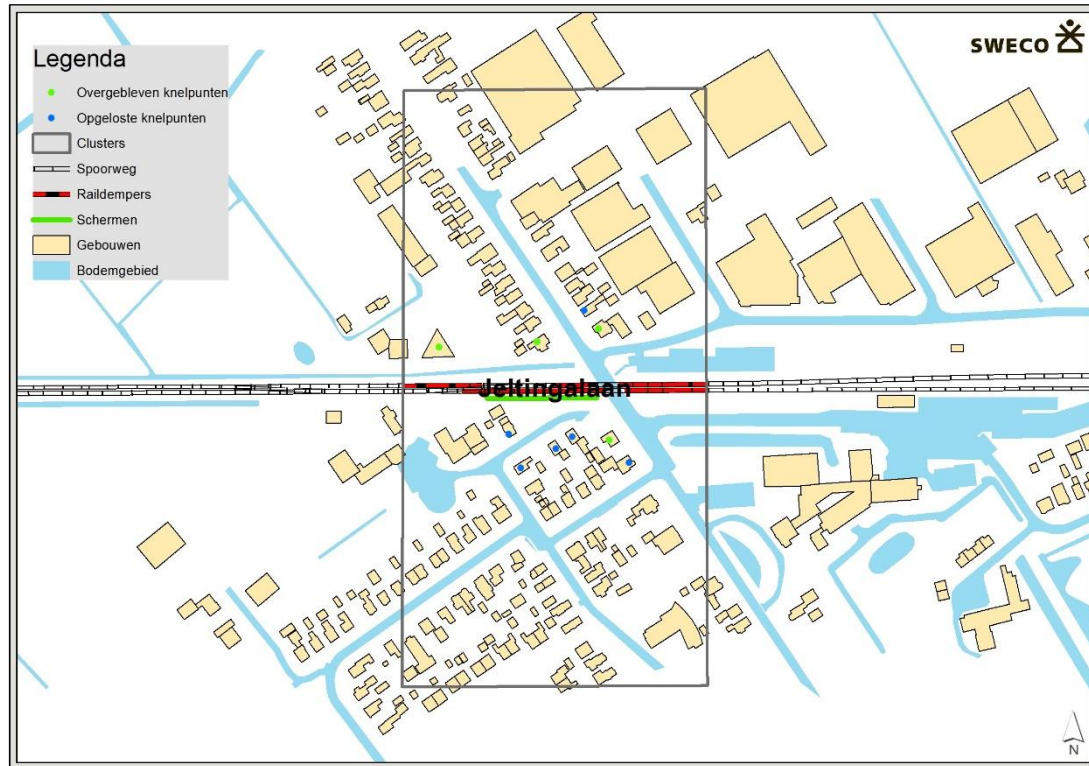 SWECO
Legenda
Overgebleven knelpunten
Opgeloste knelpunten
Clusters
Spoorweg
Raildempers
Schermen
Gebouwen
Bodemgebied
Jeltingalaan
N